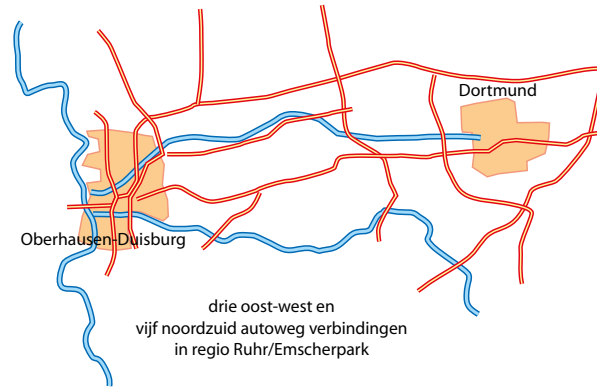 Dortmund
Oberhausen-Duisburg
drie oost-west en
vijf noordzuid autoweg verbindingen
in regio Ruhr/Emscherpark